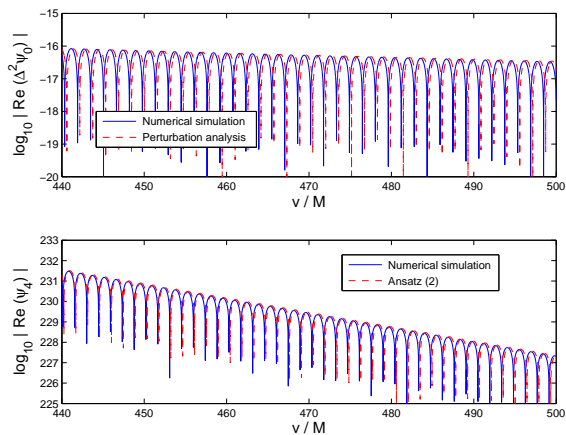 -15
-16
-17
-18
-19
-20
log₁₀ | Re (Δ²ψ₀) |
Numerical simulation
Perturbation analysis
440 450 460 470 480 490 500
v / M
233
232
231
230
229
228
227
226
225
log₁₀ | Re (ψ₄) |
Numerical simulation
Ansatz (2)
440 450 460 470 480 490 500
v / M